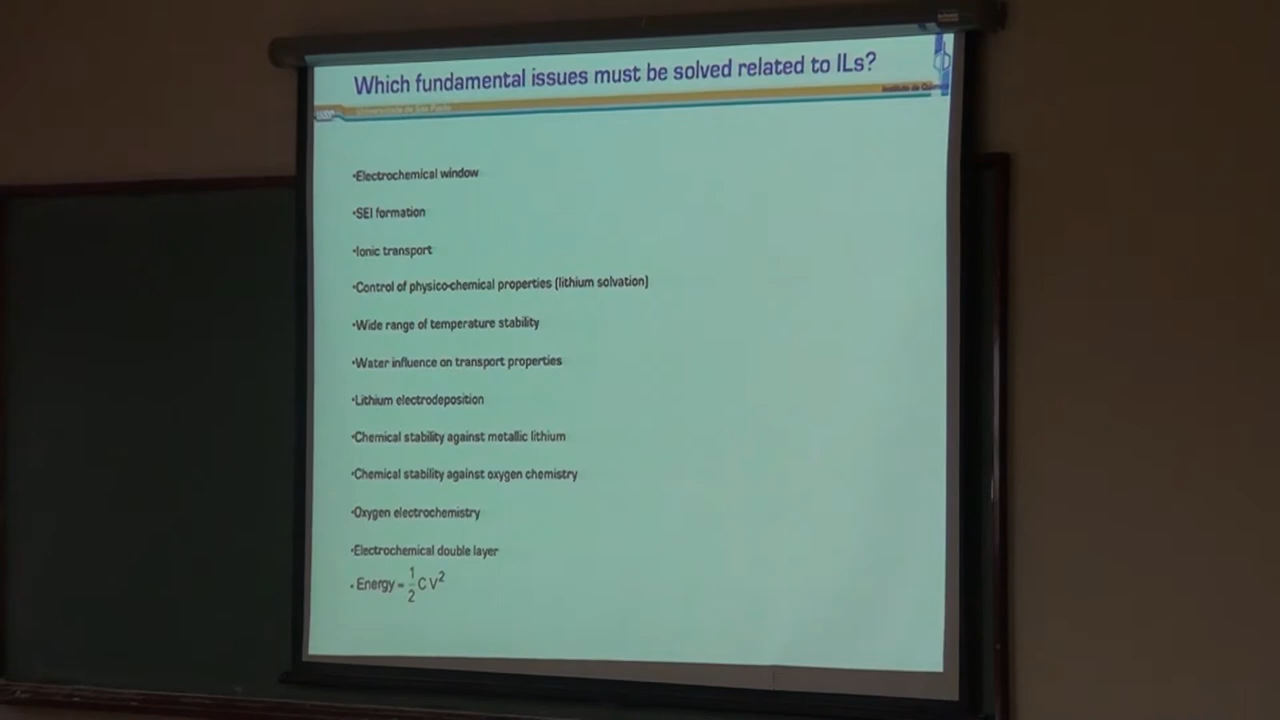 Which fundamental issues must be solved related to ILs?
Universidade de São Paulo
•Electrochemical window
•SEI formation
•Ionic transport
•Control of physico-chemical properties (lithium solvation)
•Wide range of temperature stability
•Water influence on transport properties
•Lithium electrodeposition
•Chemical stability against metallic lithium
•Chemical stability against oxygen chemistry
•Oxygen electrochemistry
•Electrochemical double layer
• Energy = 1/2 C V²